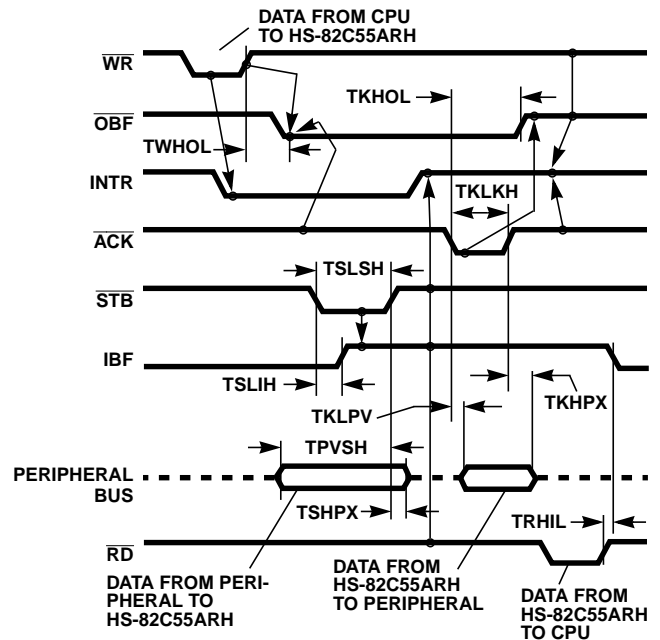 DATA FROM CPU
TO HS-82C55ARH
WR
TKHOL
OBF
TWHOL
INTR
TKLKH
ACK
TSLSH
STB
IBF
TSLIH
TKLPV
TKHPX
TPVSH
PERIPHERAL
BUS
TSHPX
TRHIL
RD
DATA FROM PERI-
PHERAL TO
HS-82C55ARH
DATA FROM
HS-82C55ARH
TO PERIPHERAL
DATA FROM
HS-82C55ARH
TO CPU